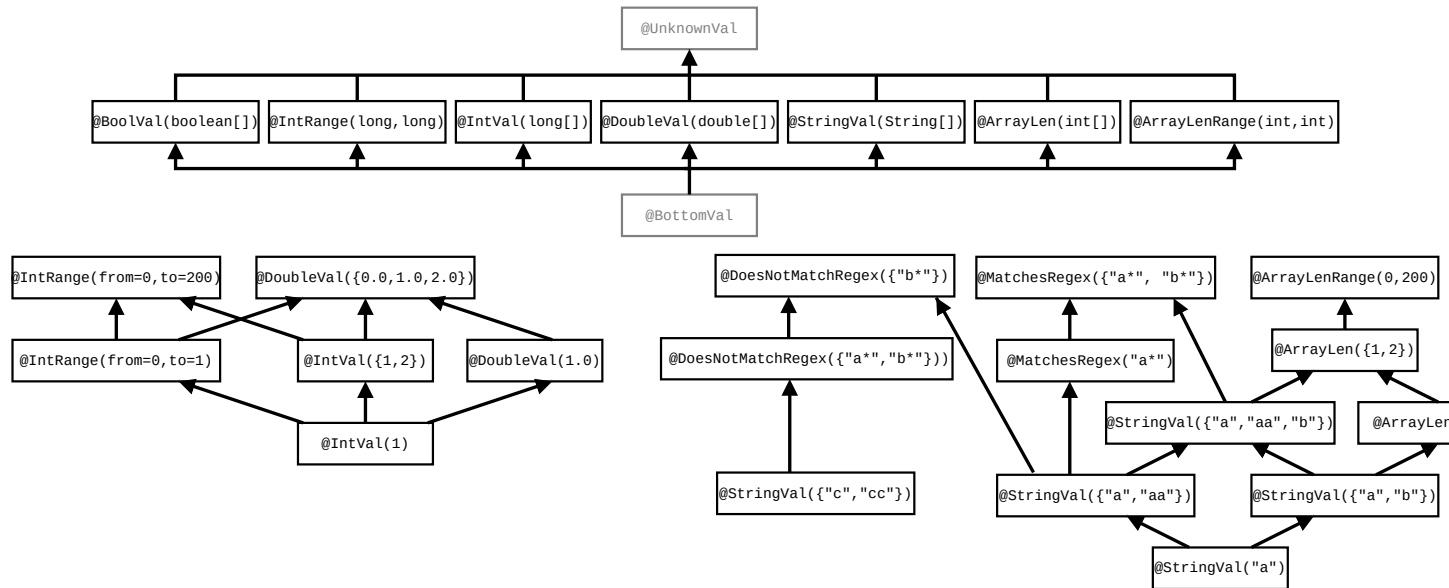 @UnknownVal
@BoolVal(boolean[])
@IntRange(long,long)
@IntVal(long[])
@DoubleVal(double[])
@StringVal(String[])
@ArrayLen(int[])
@ArrayLenRange(int,int)
@BottomVal
@IntRange(from=0,to=200)
@DoubleVal({0.0,1.0,2.0})
@DoesNotMatchRegex({"b*"})
@MatchesRegex({"a*", "b*"})
@ArrayLenRange(0,200)
@IntRange(from=0,to=1)
@IntVal({1,2})
@DoubleVal(1.0)
@DoesNotMatchRegex({"a*","b*"}))
@MatchesRegex("a*")
@ArrayLen({1,2})
@IntVal(1)
@StringVal({"a","aa","b"})
@ArrayLen
@StringVal({"c","cc"})
@StringVal({"a","aa"})
@StringVal({"a","b"})
@StringVal("a")